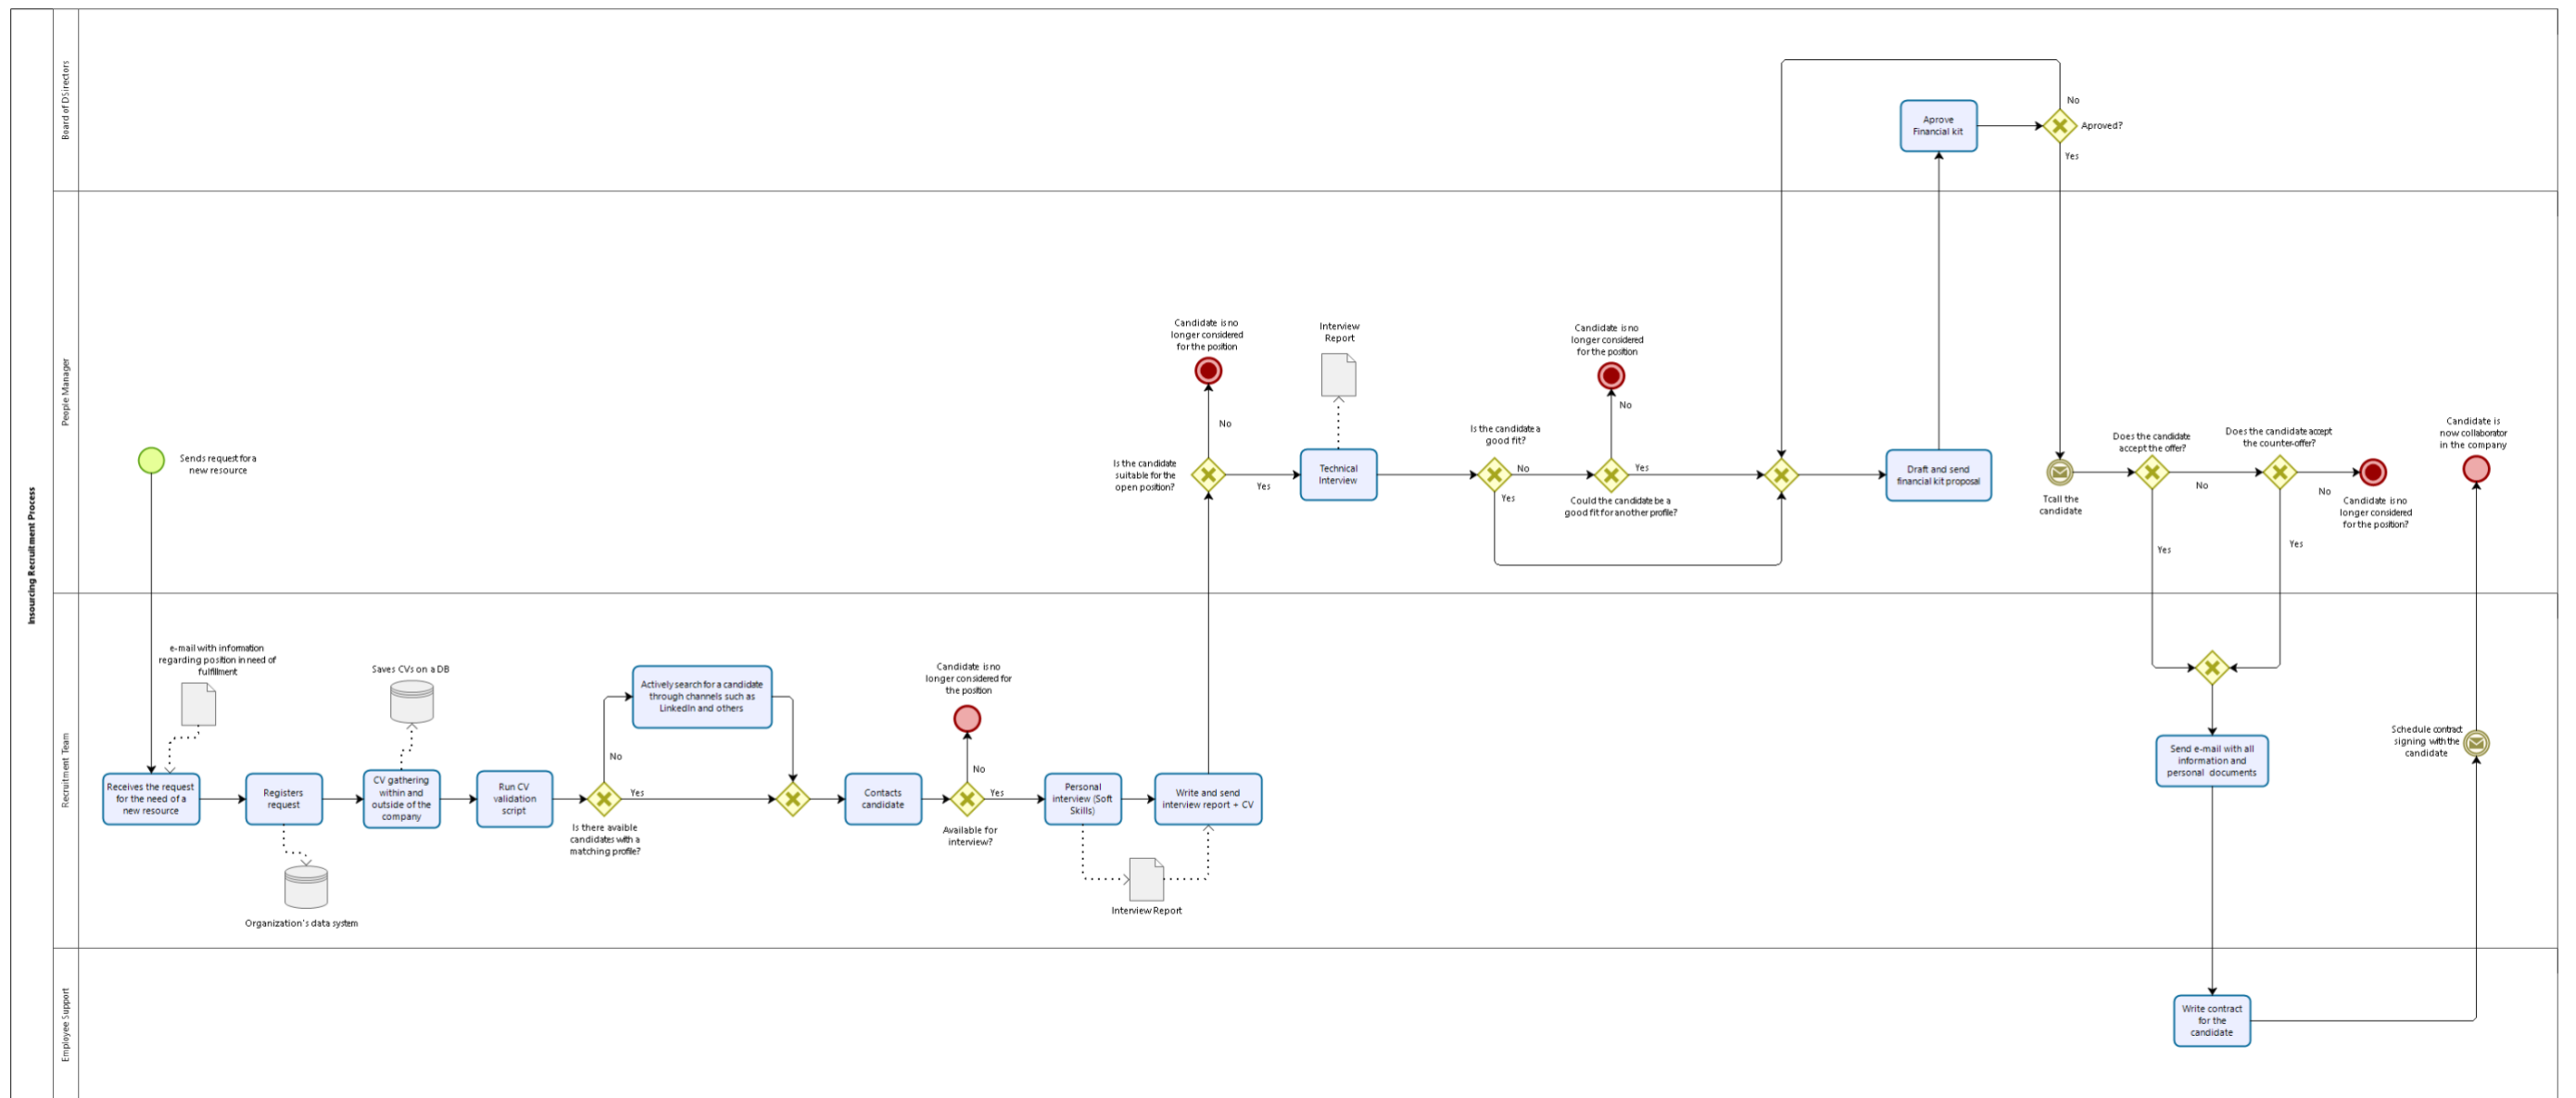 Insourcing Recruitment Process
Board of DSirectors
Aprove
Financial kit
No
Aproved?
Yes
People Manager
Sends request for a
new resource
Candidate is no
longer considered
for the position
No
Is the candidate
suitable for the
open position?
Yes
Interview
Report
Technical
Interview
Is the candidate a
good fit?
No
Yes
Candidate is no
longer considered
for the position
No
Yes
Could the candidate be a
good fit for another profile?
Draft and send
financial kit proposal
Tcall the
candidate
Does the candidate
accept the offer?
No
Yes
Does the candidate accept
the counter-offer?
No
Yes
Candidate is no
longer considered
for the position?
Candidate is
now collaborator
in the company
Recruitment Team
e-mail with information
regarding position in need of
fulfillment
Receives the request
for the need of a
new resource
Registers
request
Organization's data system
Saves CVs on a DB
CV gathering
within and
outside of the
company
Run CV
validation
script
Is there avaible
candidates with a
matching profile?
No
Yes
Actively search for a candidate
through channels such as
LinkedIn and others
Contacts
candidate
Candidate is no
longer considered for
the position
No
Yes
Available for
interview?
Personal
interview (Soft
Skills)
Write and send
interview report + CV
Interview Report
Send e-mail with all
information and
personal documents
Schedule contract
signing with the
candidate
Employee Support
Write contract
for the
candidate